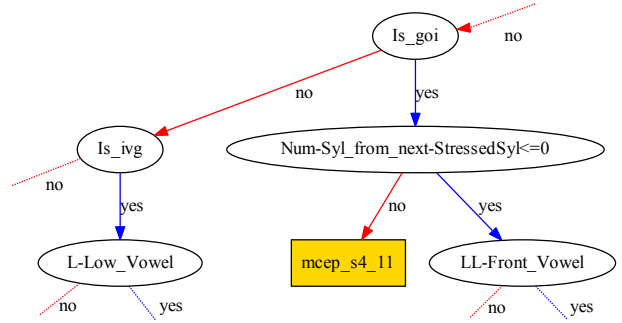 Is_goi
no
no
yes
Is_ivg
Num-Syl_from_next-StressedSyl<=0
no
yes
no
yes
L-Low_Vowel
mcep_s4_11
LL-Front_Vowel
no
yes
no
yes